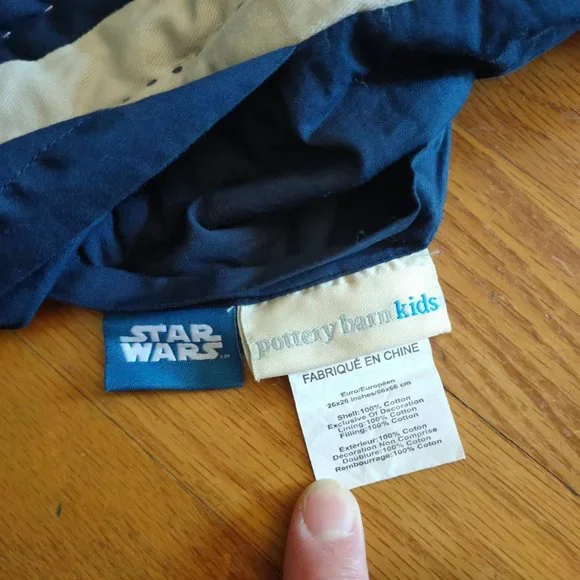 STAR
WARS
pottery barn kids
FABRIQUÉ EN CHINE
Euro/Européen
26x26 inches/66x66 cm
Shell:100% Cotton
Exclusive Of Decoration
Lining:100% Cotton
Filling:100% Cotton
Extérieur:100% Coton
Décoration Non Comprise
Doublure:100% Coton
Rembourrage:100% Coton